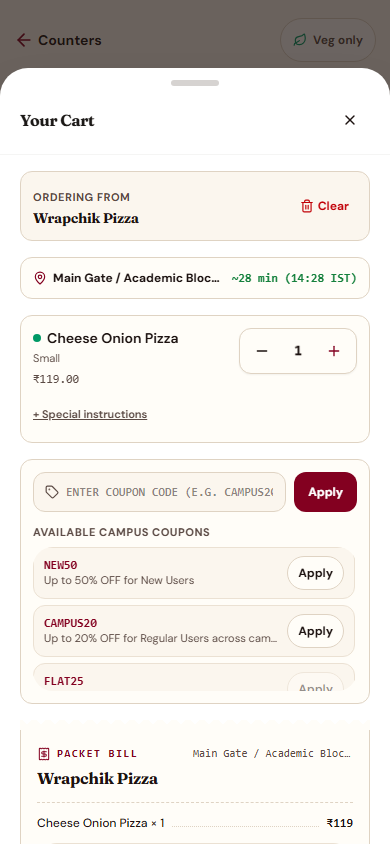 Counters
Veg only
Your Cart
ORDERING FROM
Wrapchik Pizza
Clear
Main Gate / Academic Bloc…
~28 min (14:28 IST)
Cheese Onion Pizza
Small
₹119.00
− 1 +
+ Special instructions
ENTER COUPON CODE (E.G. CAMPUS20
Apply
AVAILABLE CAMPUS COUPONS
NEW50
Up to 50% OFF for New Users
Apply
CAMPUS20
Up to 20% OFF for Regular Users across cam…
Apply
FLAT25
Apply
PACKET BILL
Main Gate / Academic Bloc…
Wrapchik Pizza
Cheese Onion Pizza × 1
₹119